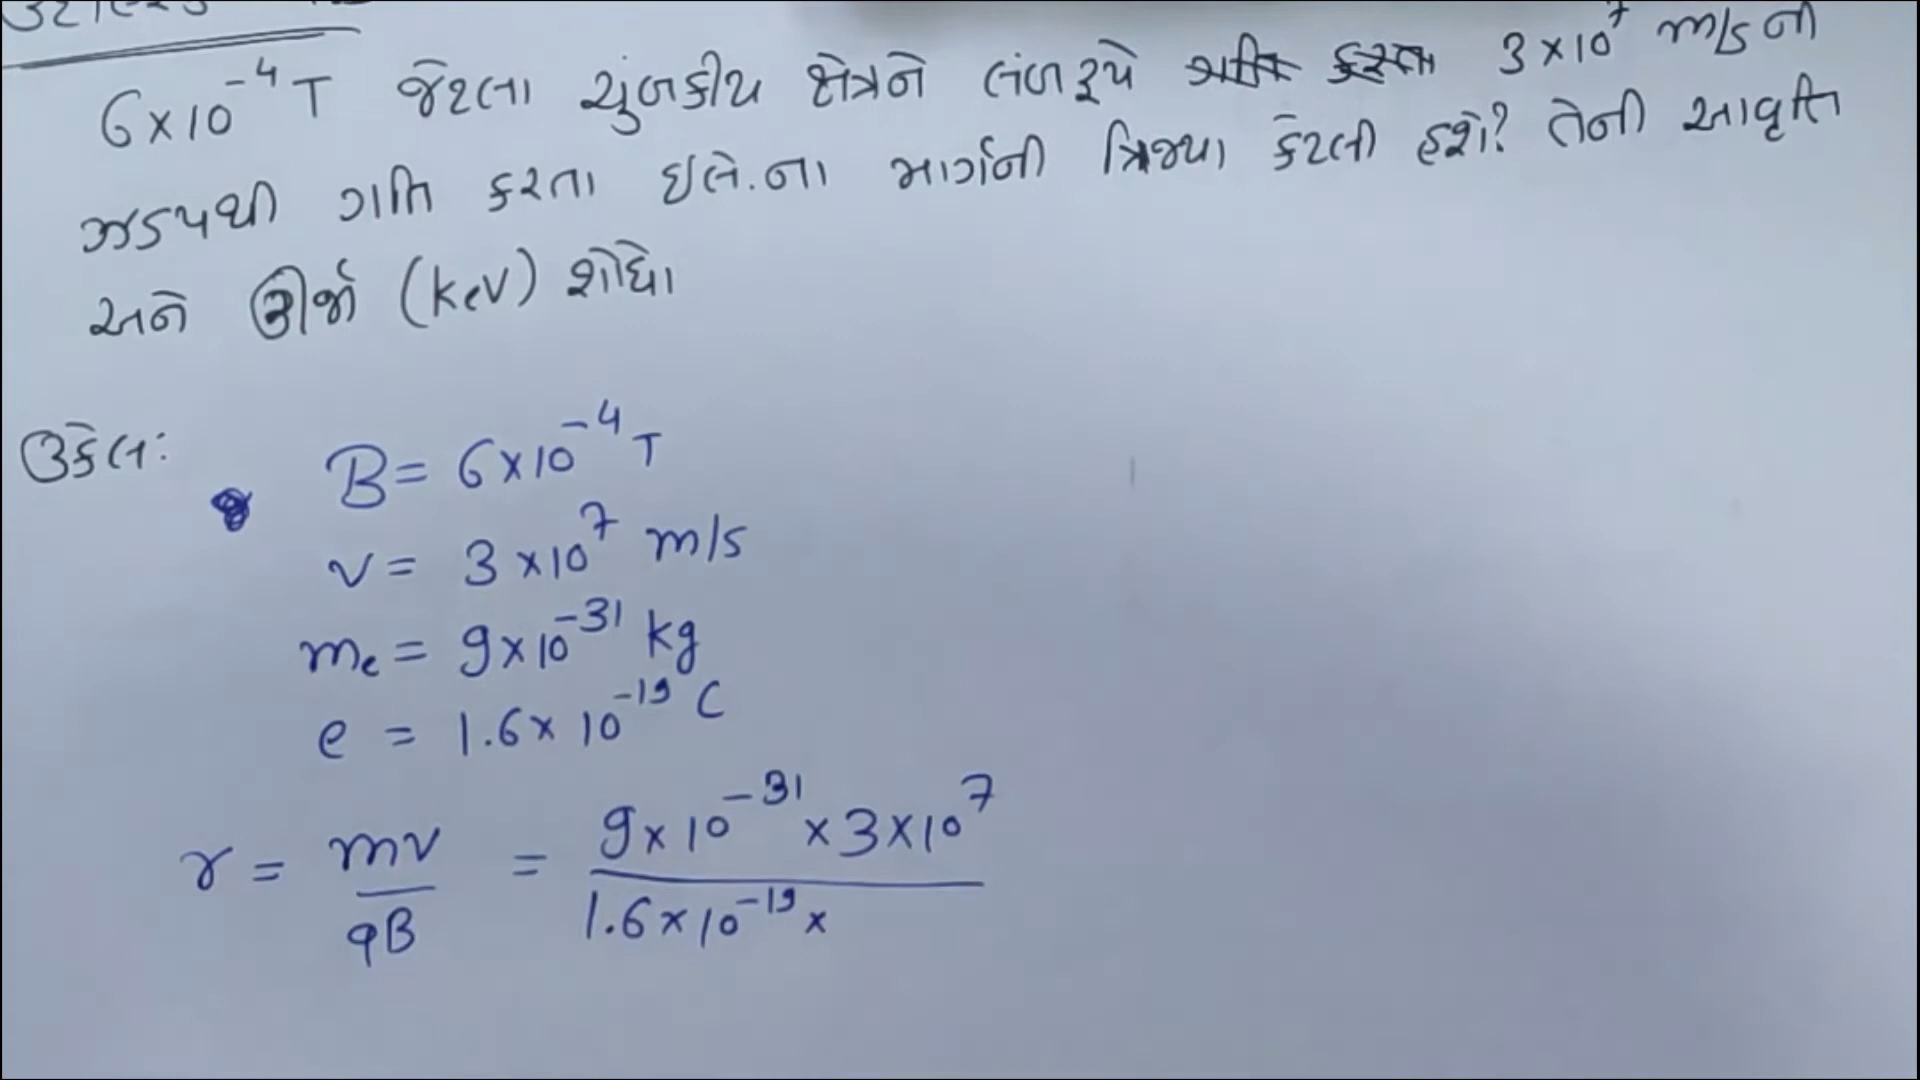 6×10⁻⁴ T જેટલા ચુંબકીય ક્ષેત્રને લંબરૂપે 3×10⁷ m/s ની
ઝડપથી ગતિ કરતા ઇલે.ના માર્ગની ત્રિજ્યા કેટલી હશે? તેની આવૃત્તિ
અને ઊર્જા (keV) શોધો
ઉકેલ:
B = 6×10⁻⁴ T
v = 3×10⁷ m/s
mₑ = 9×10⁻³¹ kg
e = 1.6×10⁻¹⁹ C
r = mv/qB = 9×10⁻³¹×3×10⁷ / 1.6×10⁻¹⁹×